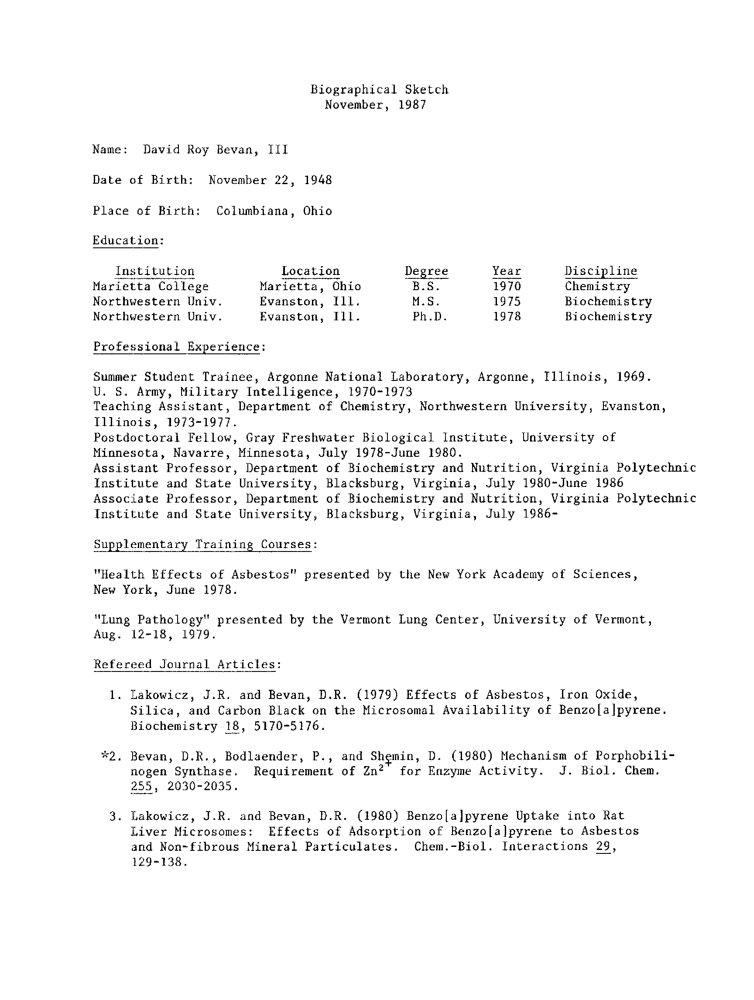 Biographical Sketch
November, 1987
Name: David Roy Bevan, III
Date of Birth: November 22, 1948
Place of Birth: Columbiana, Ohio
Education:
Institution Location Degree Year Discipline
Marietta College Marietta, Ohio B.S. 1970 Chemistry
Northwestern Univ. Evanston, Ill. M.S. 1975 Biochemistry
Northwestern Univ. Evanston, Ill. Ph.D. 1978 Biochemistry
Professional Experience:
Summer Student Trainee, Argonne National Laboratory, Argonne, Illinois, 1969.
U. S. Army, Military Intelligence, 1970-1973
Teaching Assistant, Department of Chemistry, Northwestern University, Evanston,
Illinois, 1973-1977.
Postdoctoral Fellow, Gray Freshwater Biological Institute, University of
Minnesota, Navarre, Minnesota, July 1978-June 1980.
Assistant Professor, Department of Biochemistry and Nutrition, Virginia Polytechnic
Institute and State University, Blacksburg, Virginia, July 1980-June 1986
Associate Professor, Department of Biochemistry and Nutrition, Virginia Polytechnic
Institute and State University, Blacksburg, Virginia, July 1986-
Supplementary Training Courses:
"Health Effects of Asbestos" presented by the New York Academy of Sciences,
New York, June 1978.
"Lung Pathology" presented by the Vermont Lung Center, University of Vermont,
Aug. 12-18, 1979.
Refereed Journal Articles:
1. Lakowicz, J.R. and Bevan, D.R. (1979) Effects of Asbestos, Iron Oxide,
Silica, and Carbon Black on the Microsomal Availability of Benzo[a]pyrene.
Biochemistry 18, 5170-5176.
*2. Bevan, D.R., Bodlaender, P., and Shemin, D. (1980) Mechanism of Porphobili-
nogen Synthase. Requirement of Zn2+ for Enzyme Activity. J. Biol. Chem.
255, 2030-2035.
3. Lakowicz, J.R. and Bevan, D.R. (1980) Benzo[a]pyrene Uptake into Rat
Liver Microsomes: Effects of Adsorption of Benzo[a]pyrene to Asbestos
and Non-fibrous Mineral Particulates. Chem.-Biol. Interactions 29,
129-138.